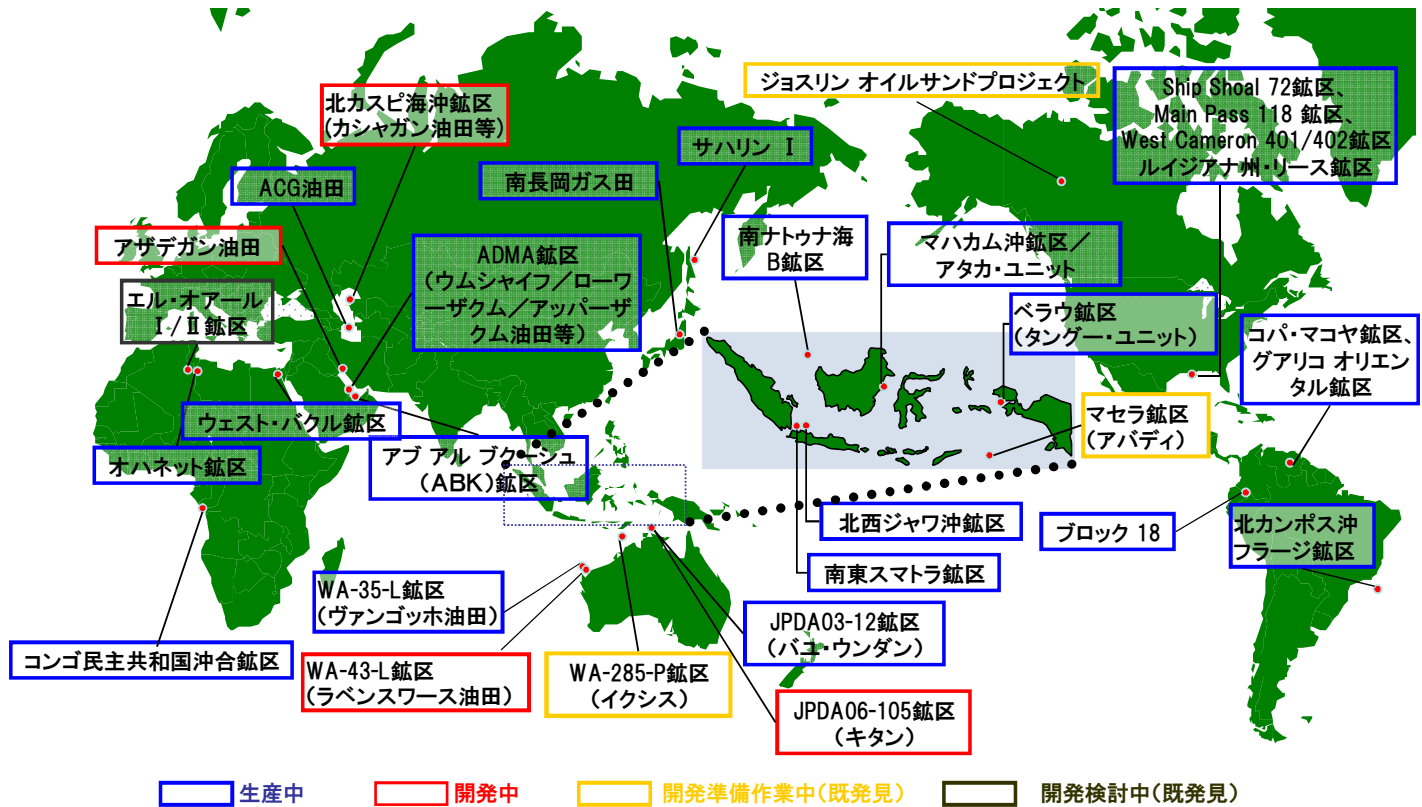 ジョスリン オイルサンドプロジェクト
Ship Shoal 72鉱区、
Main Pass 118 鉱区、
West Cameron 401/402鉱区
ルイジアナ州・リース鉱区
北カスピ海沖鉱区
(カシャガン油田等)
サハリン Ⅰ
ACG油田
南長岡ガス田
アザデガン油田
ADMA鉱区
(ウムシャイフ/ローワ
ーザクム/アッパーザ
クム油田等)
南ナトゥナ海
B鉱区
マハカム沖鉱区/
アタカ・ユニット
エル・オアール
Ⅰ/Ⅱ鉱区
ベラウ鉱区
(タングー・ユニット)
コパ・マコヤ鉱区、
グアリコ オリエン
タル鉱区
ウェスト・バクル鉱区
マセラ鉱区
(アバディ)
オハネット鉱区
アブ アル ブクーシュ
(ABK)鉱区
北西ジャワ沖鉱区
ブロック 18
北カンポス沖
フラージ鉱区
南東スマトラ鉱区
WA-35-L鉱区
(ヴァンゴッホ油田)
JPDA03-12鉱区
(バユ・ウンダン)
コンゴ民主共和国沖合鉱区
WA-43-L鉱区
(ラベンスワース油田)
WA-285-P鉱区
(イクシス)
JPDA06-105鉱区
(キタン)
生産中
開発中
開発準備作業中(既発見)
開発検討中(既発見)